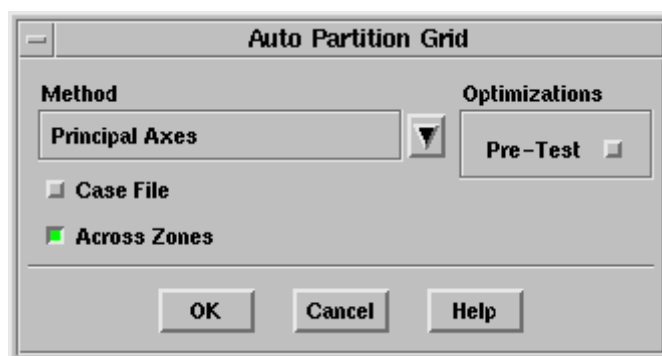 Auto Partition Grid
Method
Optimizations
Principal Axes
Pre-Test
Case File
Across Zones
OK
Cancel
Help